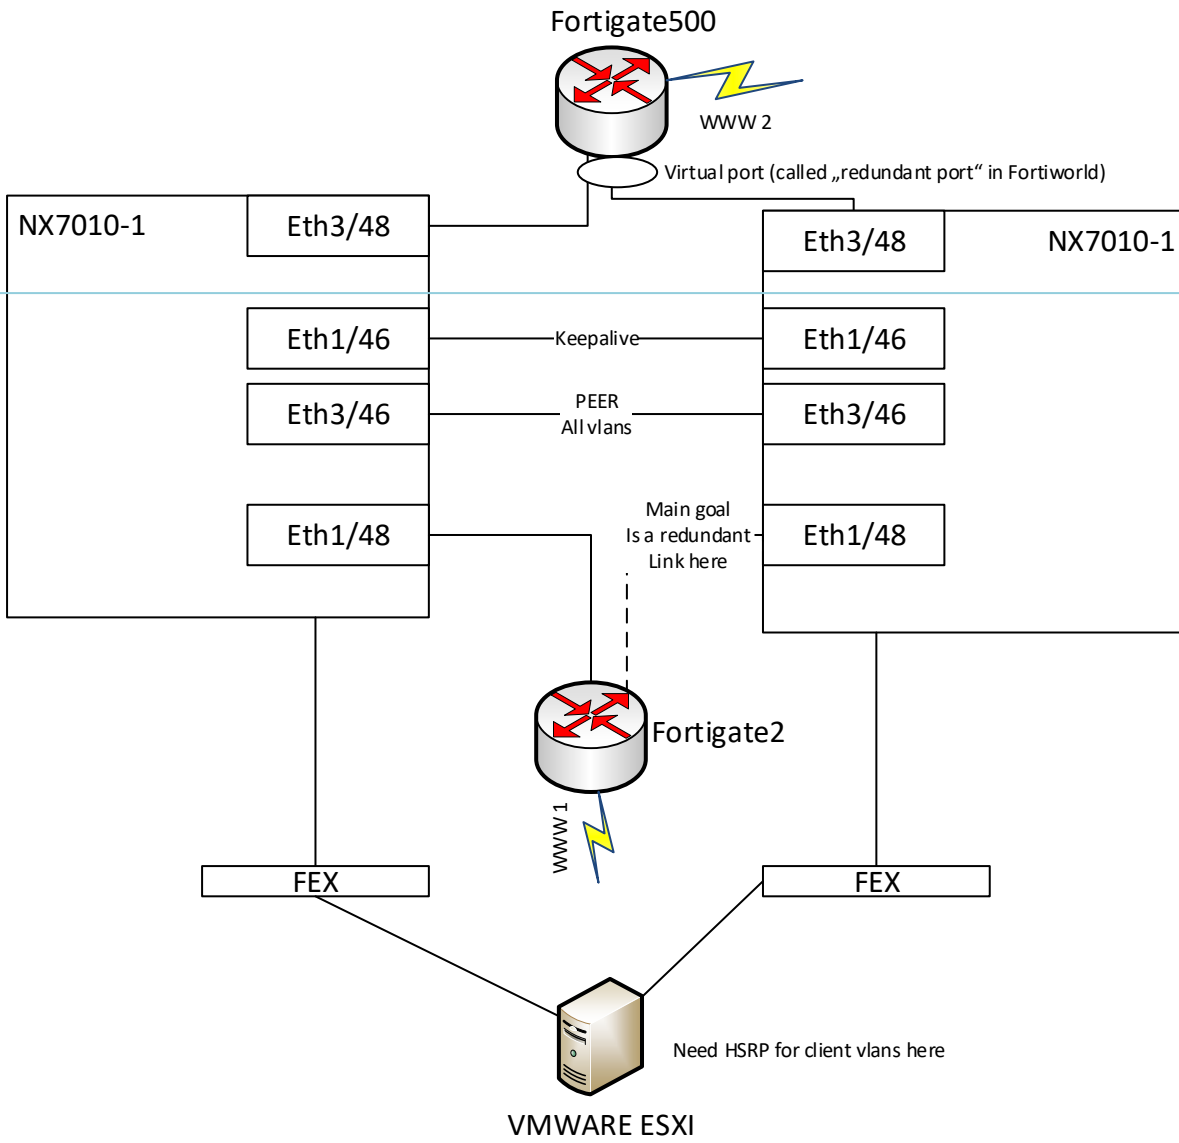 Fortigate500
WWW 2
Virtual port (called „redundant port“ in Fortiworld)
NX7010-1
Eth3/48
Eth3/48
NX7010-1
Eth1/46
Keepalive
Eth1/46
Eth3/46
PEER
All vlans
Eth3/46
Eth1/48
Main goal
Is a redundant
Link here
Eth1/48
Fortigate2
WWW 1
FEX
FEX
Need HSRP for client vlans here
VMWARE ESXI